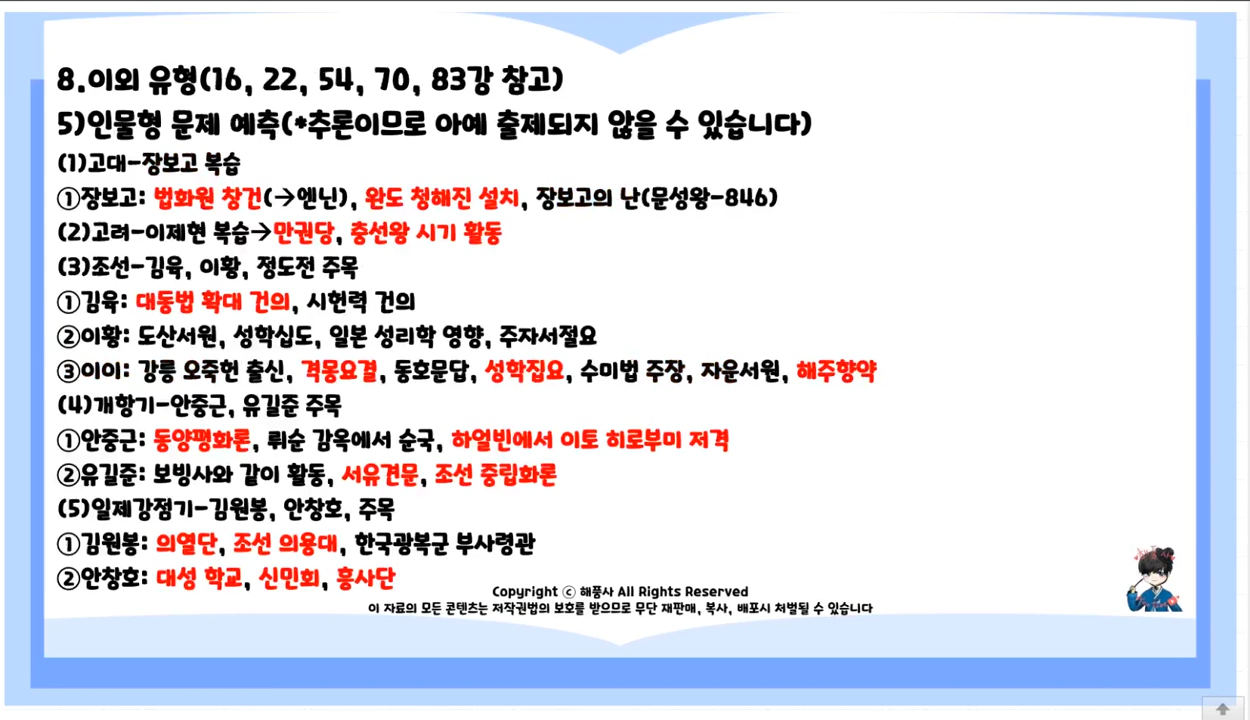 8.이외 유형(16, 22, 54, 70, 83강 참고)
5)인물형 문제 예측(*추론이므로 아예 출제되지 않을 수 있습니다)
(1)고대-장보고 복습
①장보고: 법화원 창건(→엔닌), 완도 청해진 설치, 장보고의 난(문성왕-846)
(2)고려-이제현 복습→만권당, 충선왕 시기 활동
(3)조선-김육, 이황, 정도전 주목
①김육: 대동법 확대 건의, 시헌력 건의
②이황: 도산서원, 성학십도, 일본 성리학 영향, 주자서절요
③이이: 강릉 오죽헌 출신, 격몽요결, 동호문답, 성학집요, 수미법 주장, 자운서원, 해주향약
(4)개항기-안중근, 유길준 주목
①안중근: 동양평화론, 뤼순 감옥에서 순국, 하얼빈에서 이토 히로부미 저격
②유길준: 보빙사와 같이 활동, 서유견문, 조선 중립화론
(5)일제강점기-김원봉, 안창호, 주목
①김원봉: 의열단, 조선 의용대, 한국광복군 부사령관
②안창호: 대성 학교, 신민회, 흥사단
Copyright ⓒ 해풍사 All Rights Reserved
이 자료의 모든 콘텐츠는 저작권법의 보호를 받으므로 무단 재판매, 복사, 배포시 처벌될 수 있습니다